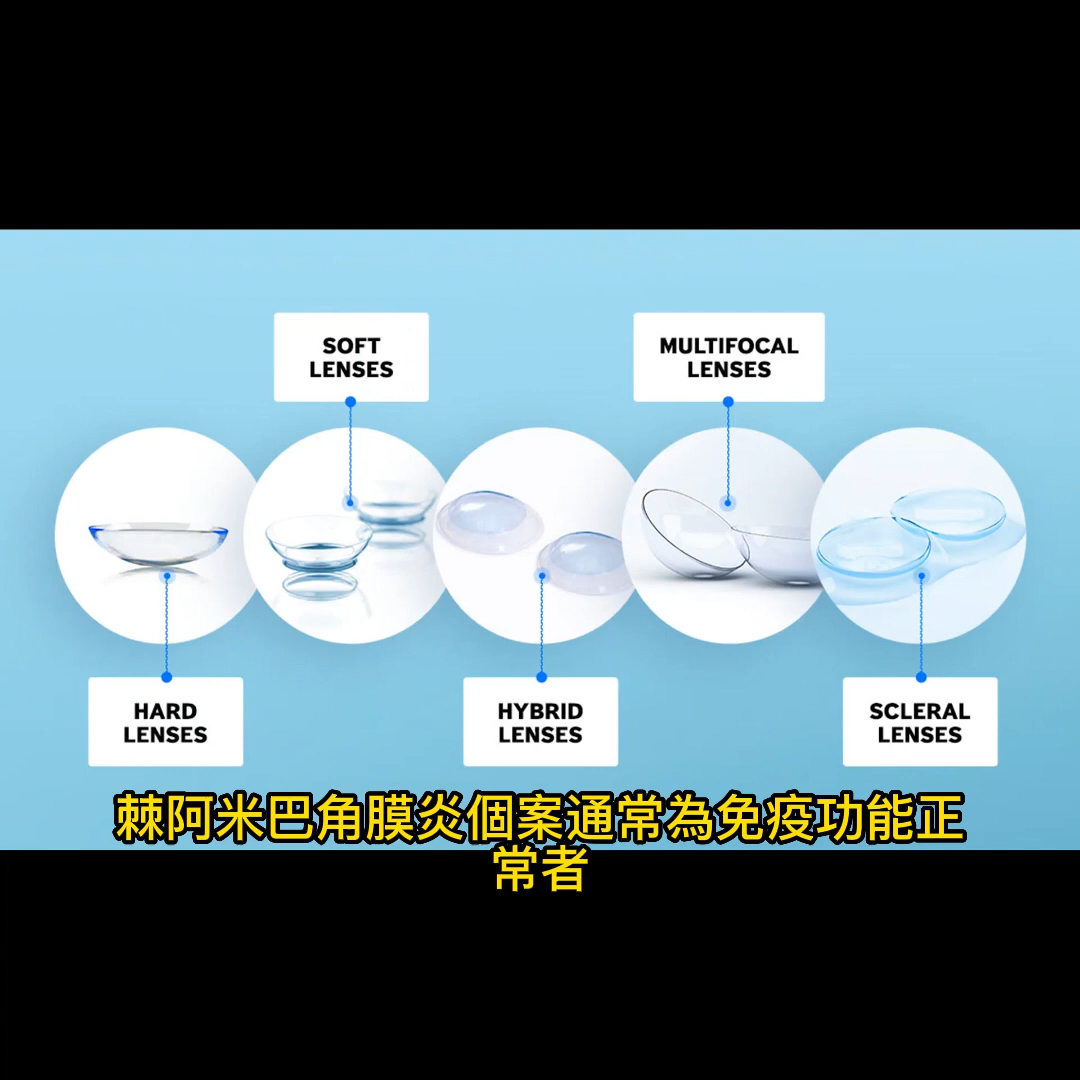 SOFT
LENSES
MULTIFOCAL
LENSES
HARD
LENSES
HYBRID
LENSES
SCLERAL
LENSES
棘阿米巴角膜炎個案通常為免疫功能正
常者